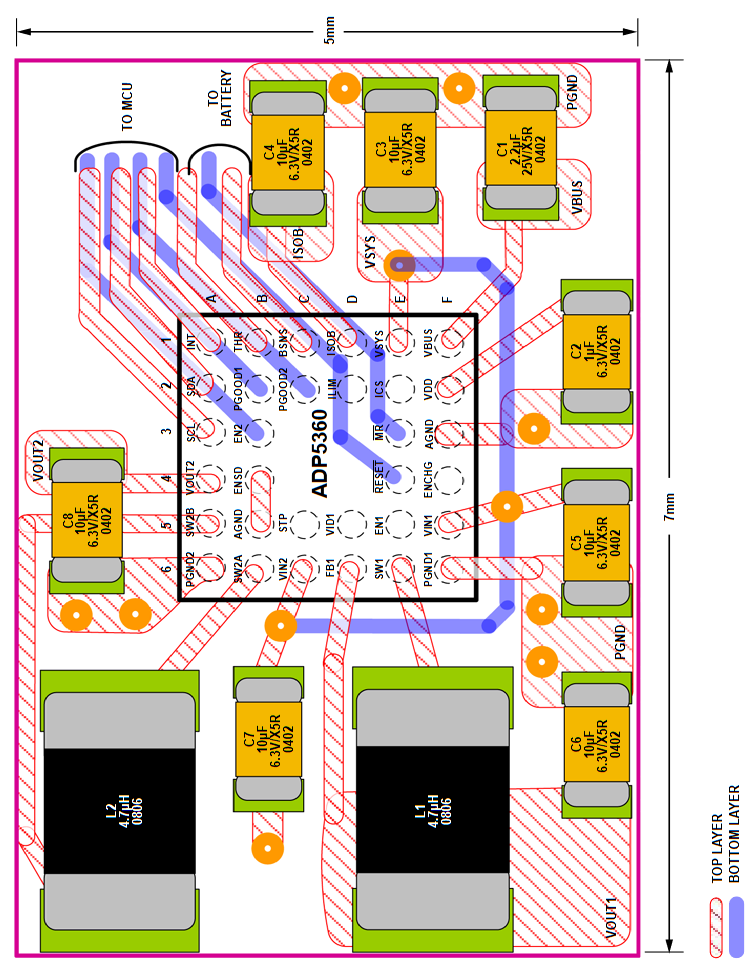 5mm
TO MCU
TO
BATTERY
C4
10µF
6.3V/X5R
0402
C3
10µF
6.3V/X5R
0402
C1
2.2µF
25V/X5R
0402
PGND
VBUS
ISOB
VSYS
A
B
C
D
E
F
1
INT
THR
BSNS
ISOB
VSYS
VBUS
2
SDA
PGOOD1
PGOOD2
ILIM
ICS
VDD
3
SCL
EN2
MR
AGND
4
VOUT2
ENSD
RESET
ENCHG
5
SW2B
AGND
STP
VID1
EN1
VIN1
6
PGND2
SW2A
VIN2
FB1
SW1
PGND1
ADP5360
C2
1µF
6.3V/X5R
0402
VOUT2
C8
10µF
6.3V/X5R
0402
C5
10µF
6.3V/X5R
0402
7mm
PGND
C6
10µF
6.3V/X5R
0402
C7
10µF
6.3V/X5R
0402
L2
4.7µH
0806
L1
4.7µH
0806
VOUT1
TOP LAYER
BOTTOM LAYER